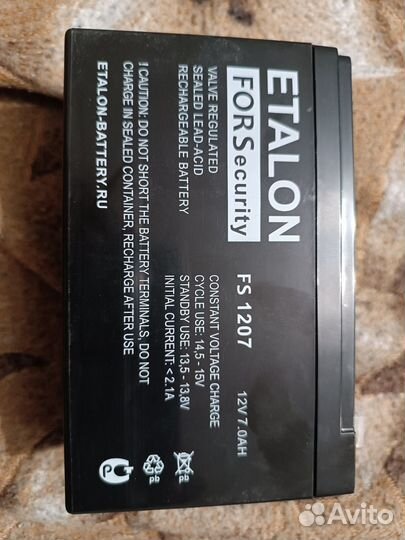 ETALON
FORSecurity
FS 1207
12V 7.0AH
VALVE REGULATED
SEALED LEAD-ACID
RECHARGEABLE BATTERY
CONSTANT VOLTAGE CHARGE
CYCLE USE: 14,5 - 15V
STANDBY USE: 13,5 - 13,8V
INITIAL CURRENT: < 2.1A
! CAUTION: DO NOT SHORT THE BATTERY TERMINALS, DO NOT
CHARGE IN SEALED CONTAINER, RECHARGE AFTER USE
ETALON-BATTERY.RU
Pb
Pb
Avito